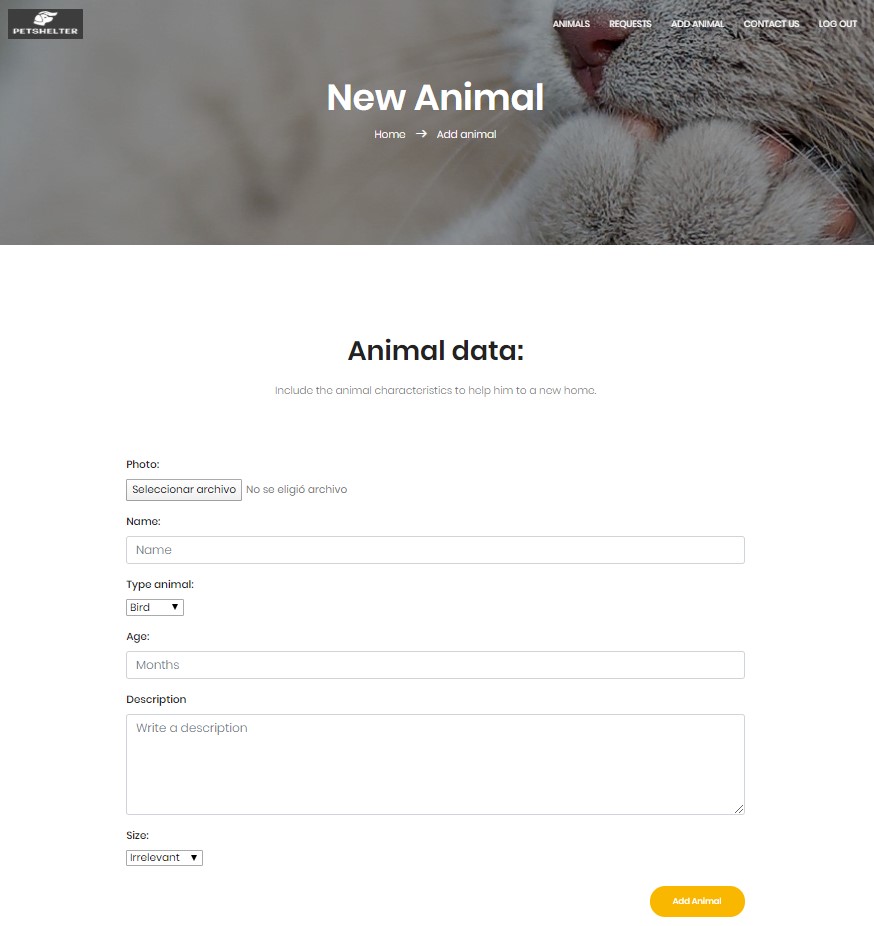 PETSHELTER
ANIMALS REQUESTS ADD ANIMAL CONTACT US LOG OUT
New Animal
Home → Add animal
Animal data:
Include the animal characteristics to help him to a new home.
Photo:
Seleccionar archivo No se eligió archivo
Name:
Name
Type animal:
Bird
Age:
Months
Description
Write a description
Size:
Irrelevant
Add Animal